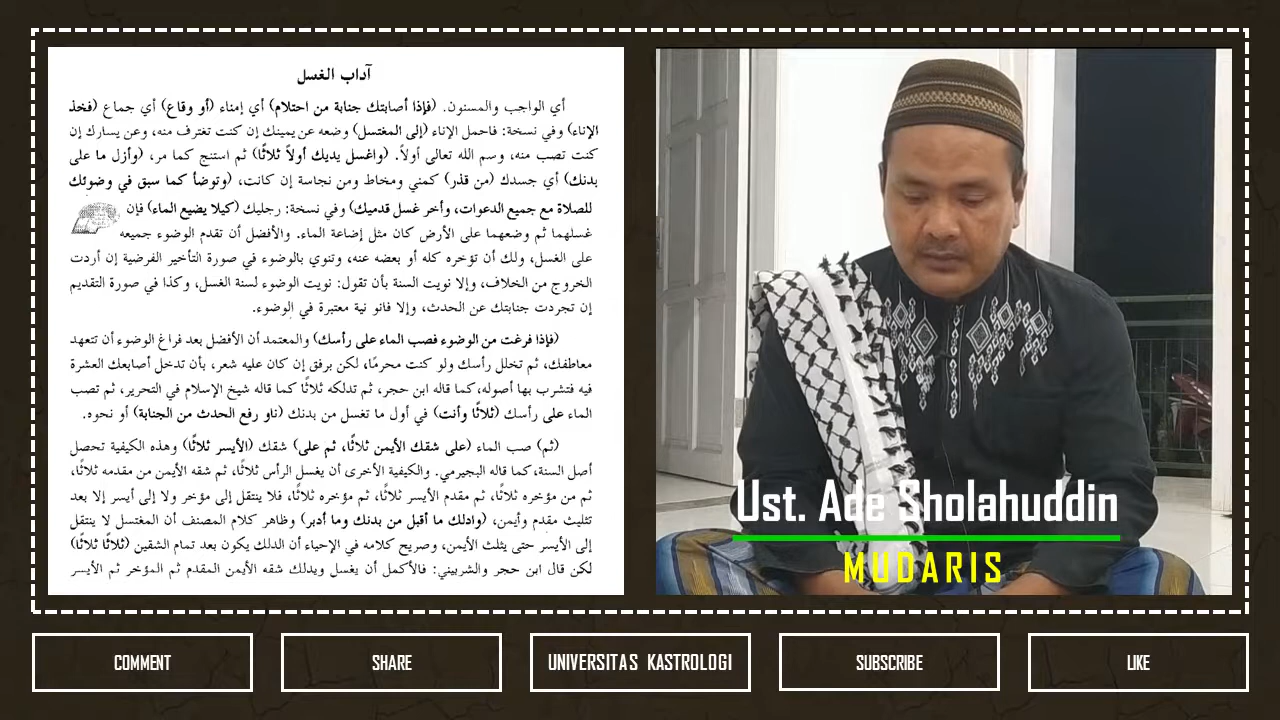 آداب الغسل
أي الواجب والمسنون. (فإذا أصابتك جنابة من احتلام) أي إمناء (أو وقاع) أي جماع (فخذ
الإناء) وفي نسخة: فاحمل الإناء (إلى المغتسل) وضعه عن يمينك إن كنت تغترف منه، وعن يسارك إن
كنت تصب منه، وسم الله تعالى أولاً. (واغسل يديك أولاً ثلاثًا) ثم استنج كما مر، (وأزل ما على
بدنك) أي جسدك (من قذر) كمني ومخاط ومن نجاسة إن كانت، (وتوضأ كما سبق في وضوئك
للصلاة مع جميع الدعوات، وأخر غسل قدميك) وفي نسخة: رجليك (كيلا يضيع الماء) فإن
غسلهما ثم وضعهما على الأرض كان مثل إضاعة الماء. والأفضل أن تقدم الوضوء جميعه
على الغسل، ولك أن تؤخره كله أو بعضه عنه، وتنوي بالوضوء في صورة التأخير الفرضية إن أردت
الخروج من الخلاف، وإلا نويت السنة بأن تقول: نويت الوضوء لسنة الغسل، وكذا في صورة التقديم
إن تجردت جنابتك عن الحدث، وإلا فانو نية معتبرة في الوضوء.
(فإذا فرغت من الوضوء فصب الماء على رأسك) والمعتمد أن الأفضل بعد فراغ الوضوء أن تتعهد
معاطفك، ثم تخلل رأسك ولو كنت محرمًا، لكن برفق إن كان عليه شعر، بأن تدخل أصابعك العشرة
فيه فتشرب بها أصوله، كما قاله ابن حجر، ثم تدلكه ثلاثًا كما قاله شيخ الإسلام في التحرير، ثم تصب
الماء على رأسك (ثلاثًا وأنت) في أول ما تغسل من بدنك (ناو رفع الحدث من الجنابة) أو نحوه.
(ثم) صب الماء (على شقك الأيمن ثلاثًا، ثم على) شقك (الأيسر ثلاثًا) وهذه الكيفية تحصل
أصل السنة، كما قاله البجيرمي. والكيفية الأخرى أن يغسل الرأس ثلاثًا، ثم شقه الأيمن من مقدمه ثلاثًا،
ثم من مؤخره ثلاثًا، ثم مقدم الأيسر ثلاثًا، ثم مؤخره ثلاثًا، فلا ينتقل إلى مؤخر ولا إلى أيسر إلا بعد
تثليث مقدم وأيمن، (وادلك ما أقبل من بدنك وما أدبر) وظاهر كلام المصنف أن المغتسل لا ينتقل
إلى الأيسر حتى يثلث الأيمن، وصريح كلامه في الإحياء أن الدلك يكون بعد تمام الشقين (ثلاثًا ثلاثًا)
لكن قال ابن حجر والشربيني: فالأكمل أن يغسل ويدلك شقه الأيمن المقدم ثم المؤخر ثم الأيسر
Ust. Ade Sholahuddin
MUDARIS
COMMENT
SHARE
UNIVERSITAS KASTROLOGI
SUBSCRIBE
LIKE